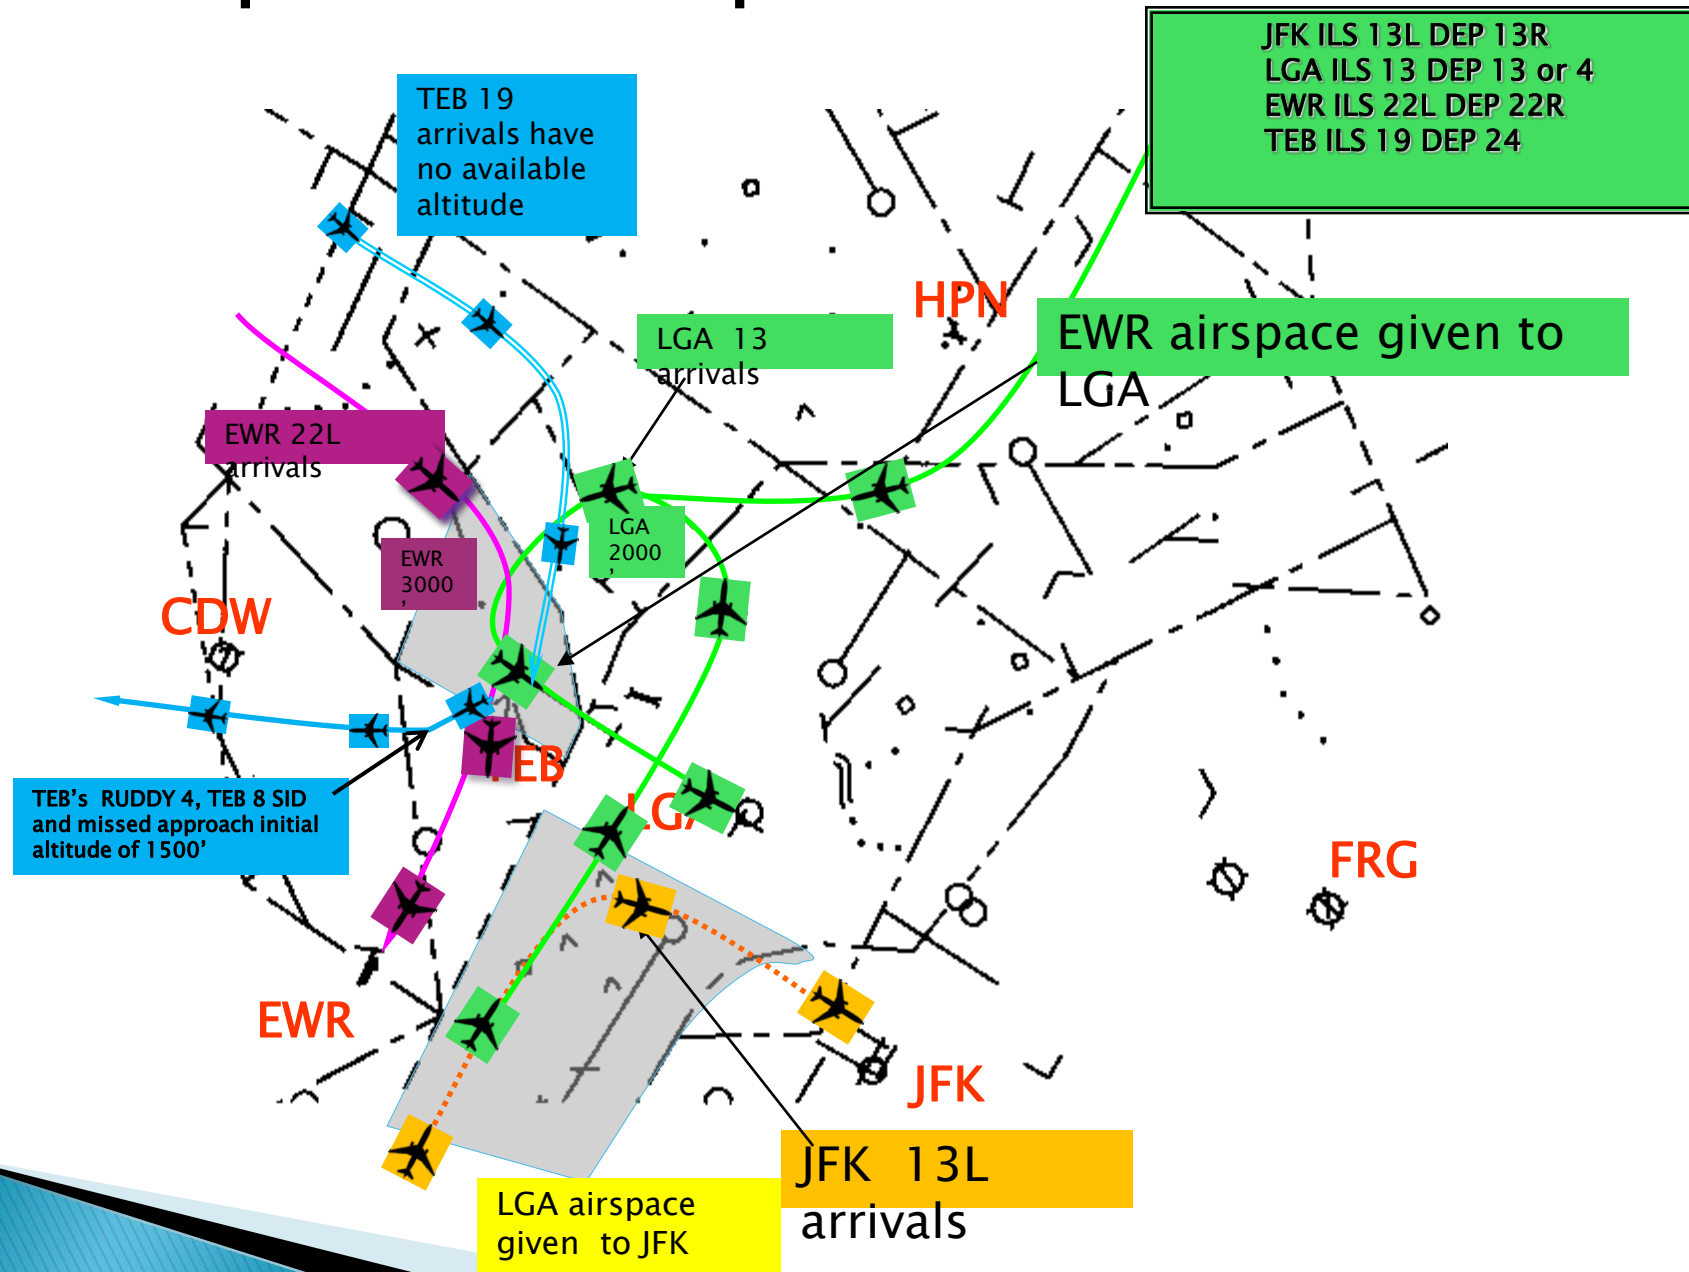 JFK ILS 13L DEP 13R
LGA ILS 13 DEP 13 or 4
EWR ILS 22L DEP 22R
TEB ILS 19 DEP 24
TEB 19
arrivals have
no available
altitude
HPN
LGA 13
arrivals
EWR airspace given to
LGA
EWR 22L
arrivals
LGA
2000
'
EWR
3000
'
CDW
TEB
TEB's RUDDY 4, TEB 8 SID
and missed approach initial
altitude of 1500'
LGA
FRG
EWR
JFK
JFK 13L
arrivals
LGA airspace
given to JFK